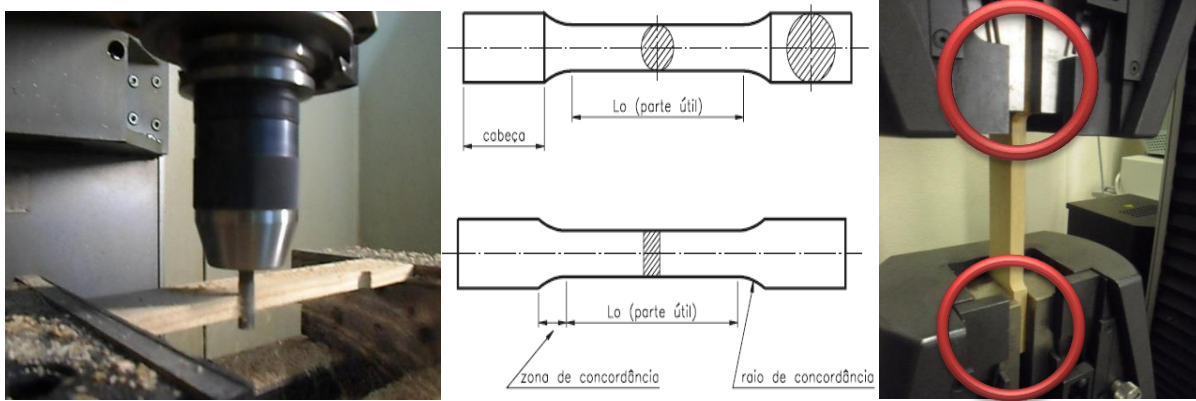 Lo (parte útil)
cabeça
Lo (parte útil)
zona de concordância
raio de concordância